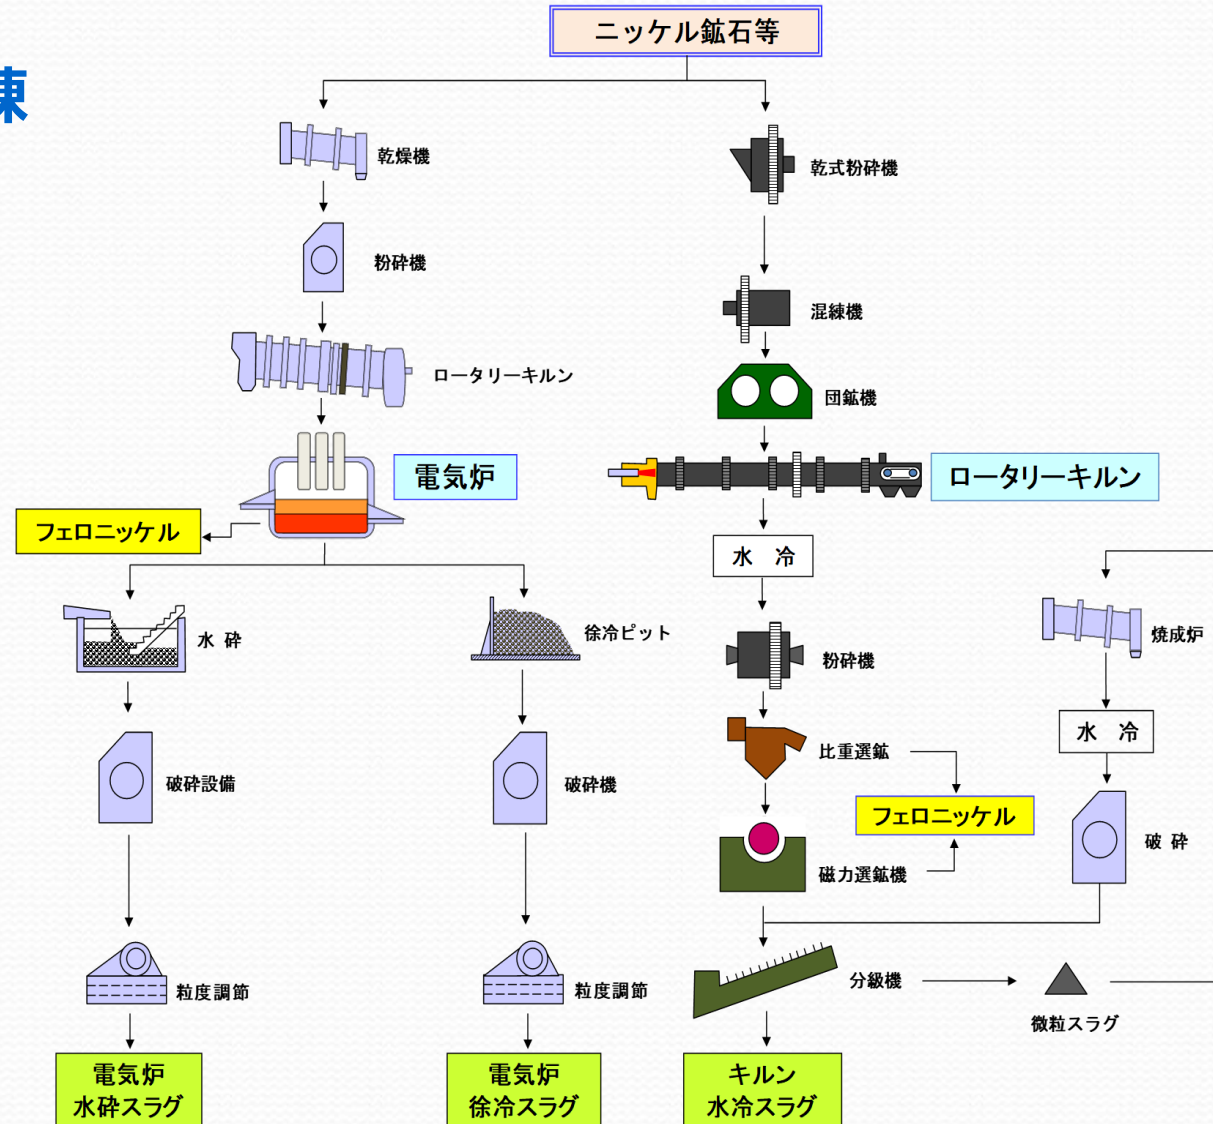 ニッケル鉱石等
錬
乾燥機
乾式粉砕機
粉砕機
混練機
ロータリーキルン
団鉱機
電気炉
ロータリーキルン
フェロニッケル
水 冷
水 砕
徐冷ピット
粉砕機
焼成炉
水 冷
比重選鉱
破砕設備
破砕機
フェロニッケル
破 砕
磁力選鉱機
粒度調節
粒度調節
分級機
微粒スラグ
電気炉
水砕スラグ
電気炉
徐冷スラグ
キルン
水冷スラグ